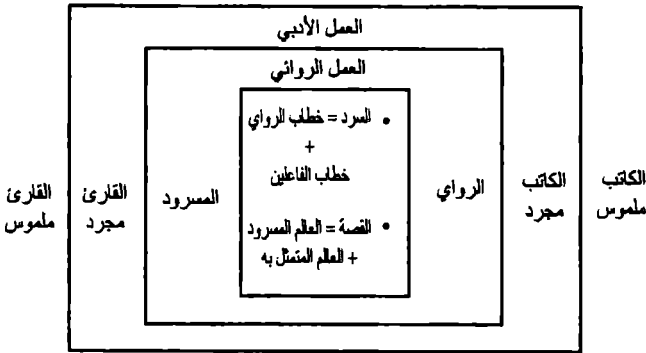 العمل الأدبي
العمل الروائي
• السرد = خطاب الرواي
+
خطاب الفاعلين
• القصة = العالم المسرود
+ العالم المتمثل به
الكاتب
ملموس
الكاتب
مجرد
الرواي
المسرود
القارئ
مجرد
القارئ
ملموس